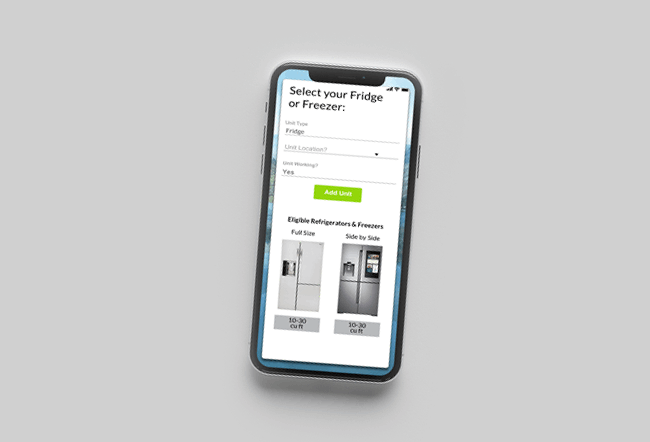 Select your Fridge
or Freezer:
Unit Type
Fridge
Unit Location?
Unit Working?
Yes
Add Unit
Eligible Refrigerators & Freezers
Full Size
Side by Side
10-30
cu ft
10-30
cu ft